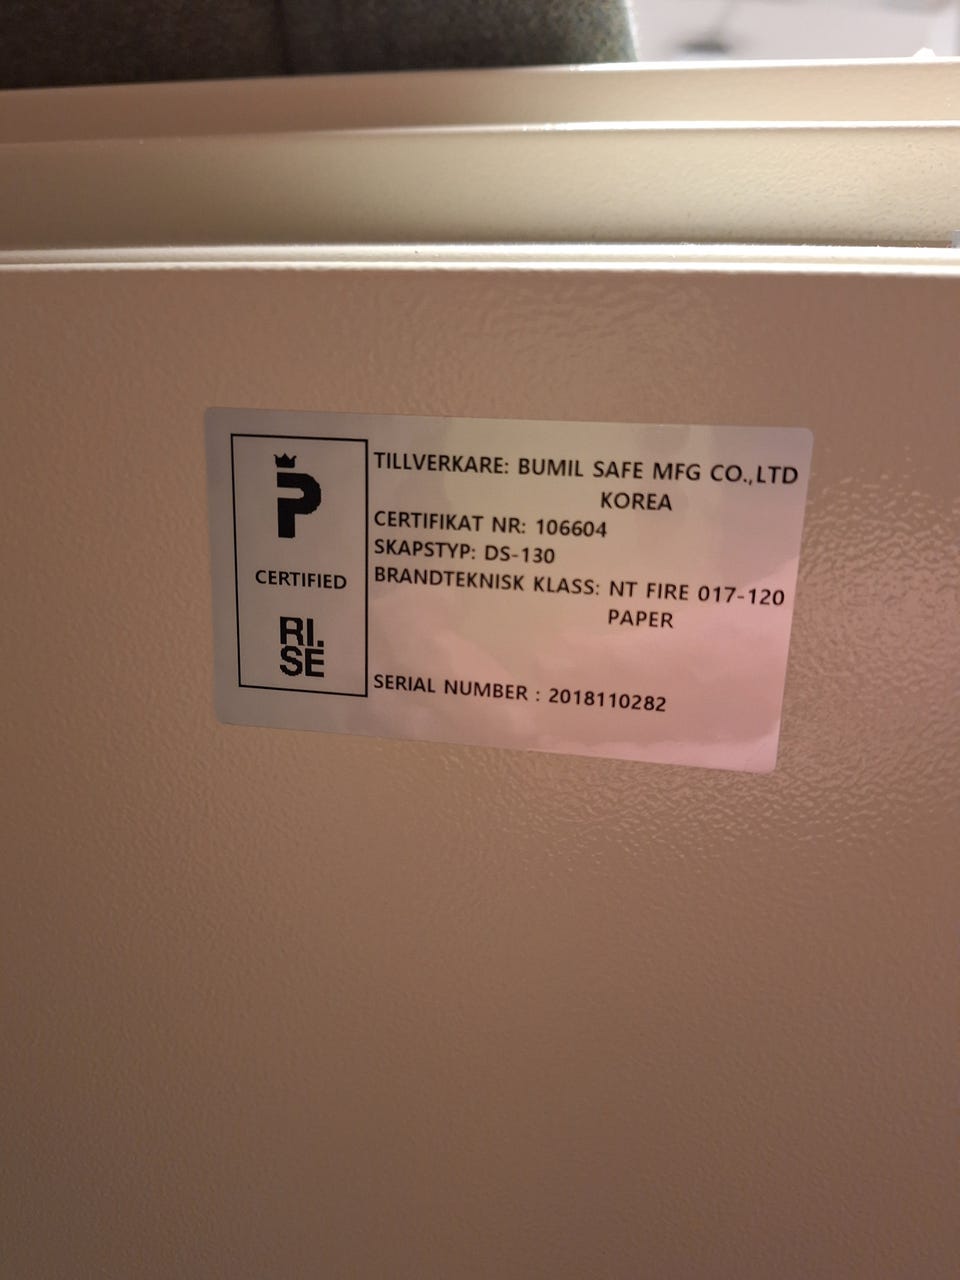 P
CERTIFIED
RI.
SE
TILLVERKARE: BUMIL SAFE MFG CO.,LTD
KOREA
CERTIFIKAT NR: 106604
SKAPSTYP: DS-130
BRANDTEKNISK KLASS: NT FIRE 017-120
PAPER
SERIAL NUMBER : 2018110282